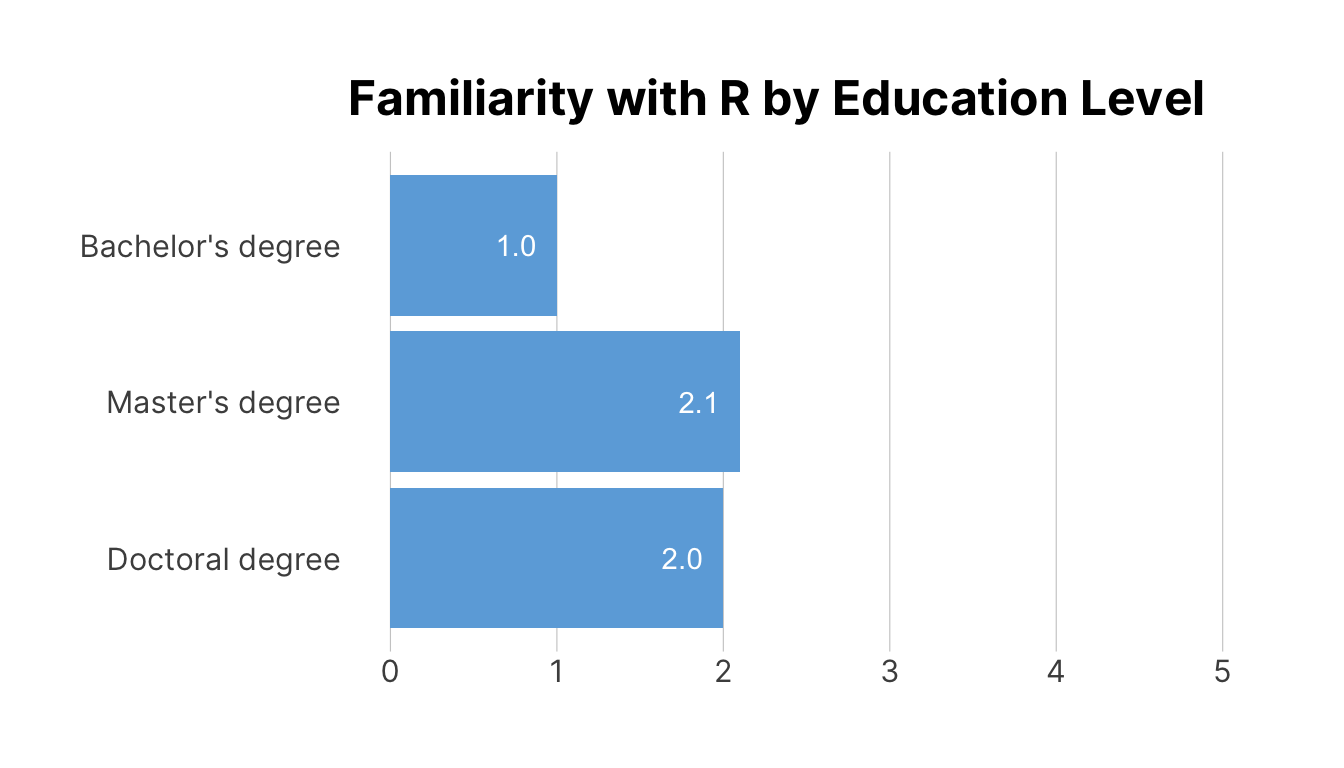 Familiarity with R by Education Level
Bachelor's degree 1.0
Master's degree 2.1
Doctoral degree 2.0
0 1 2 3 4 5